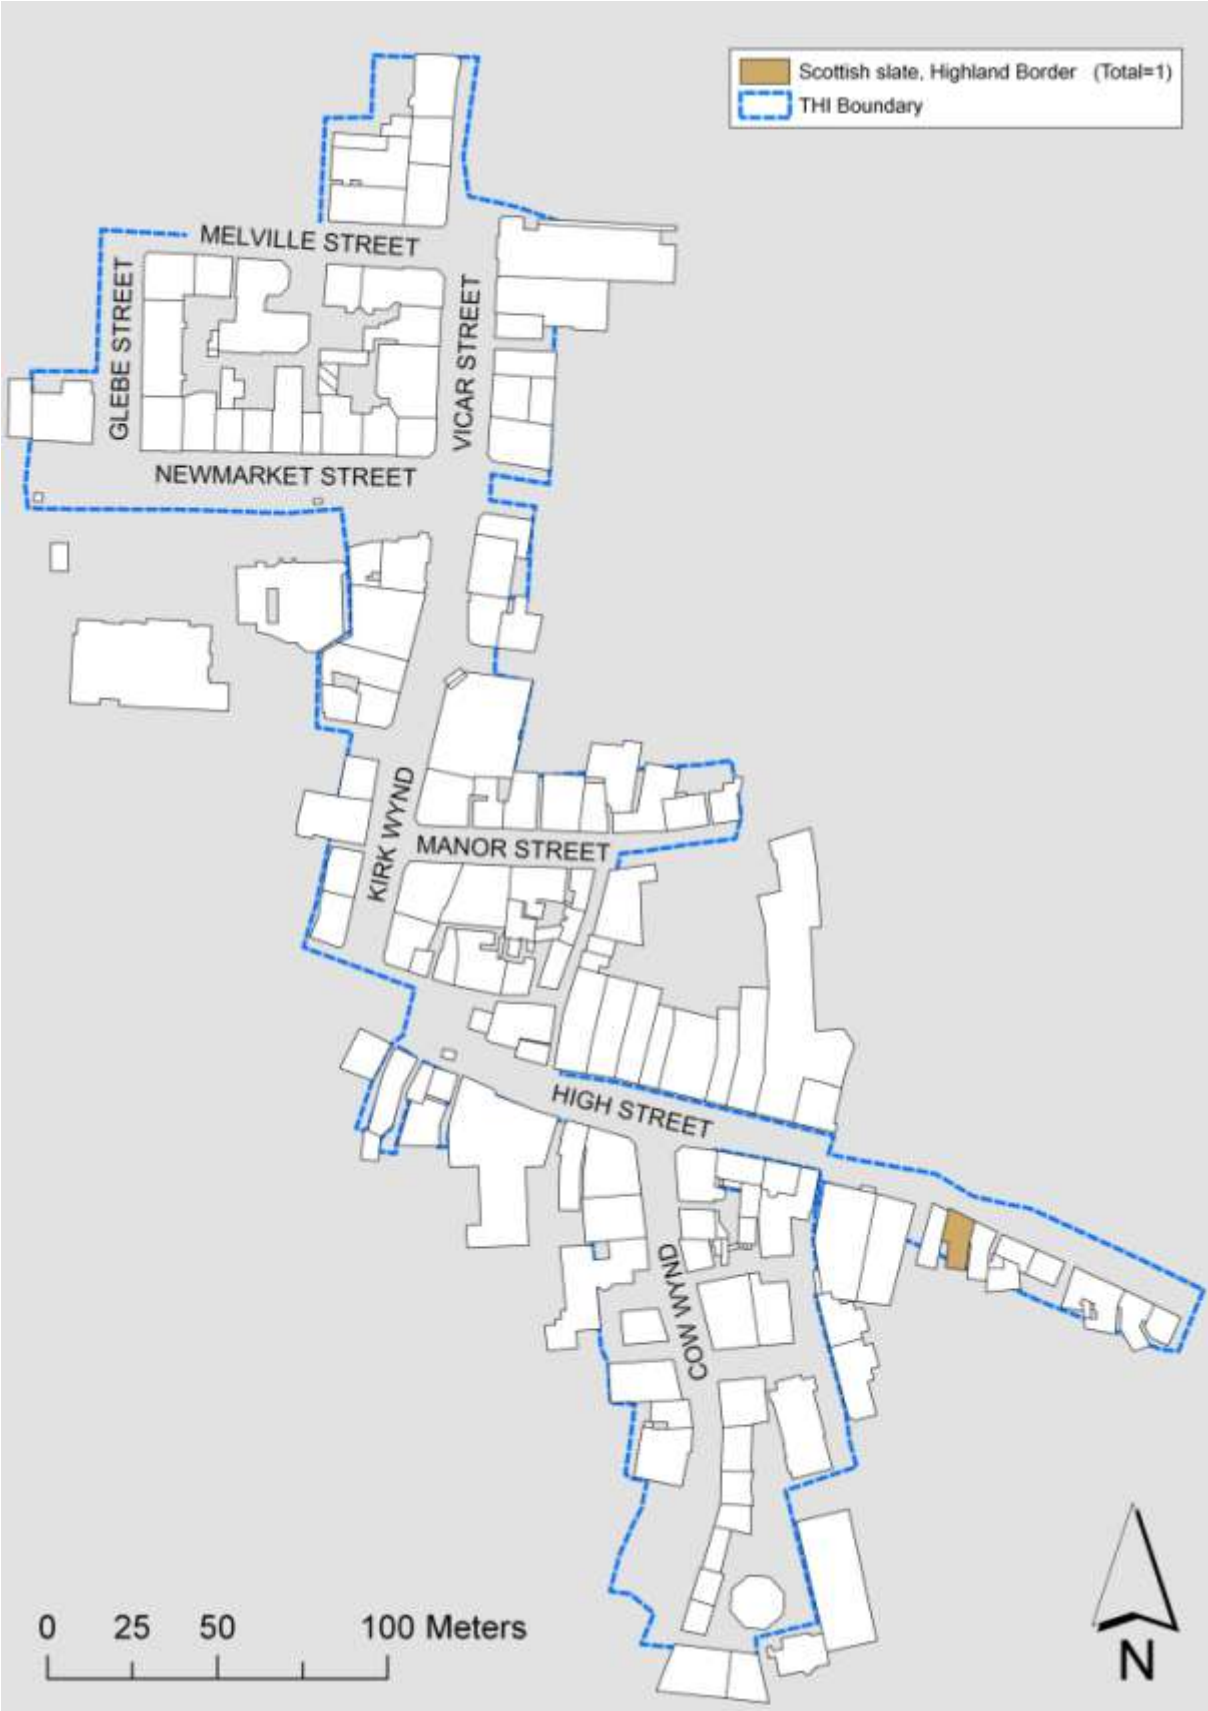 Scottish slate, Highland Border (Total=1)
THI Boundary
MELVILLE STREET
GLEBE STREET
VICAR STREET
NEWMARKET STREET
KIRK WYND
MANOR STREET
HIGH STREET
COW WYND
0 25 50 100 Meters
N